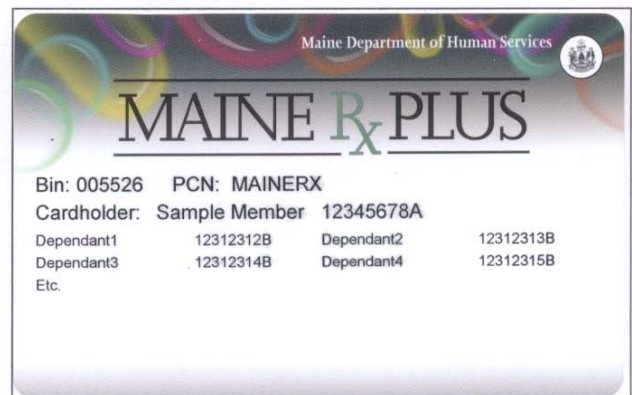 Maine Department of Human Services
MAINE Rx PLUS
Bin: 005526 PCN: MAINERX
Cardholder: Sample Member 12345678A
Dependant1 12312312B Dependant2 12312313B
Dependant3 12312314B Dependant4 12312315B
Etc.